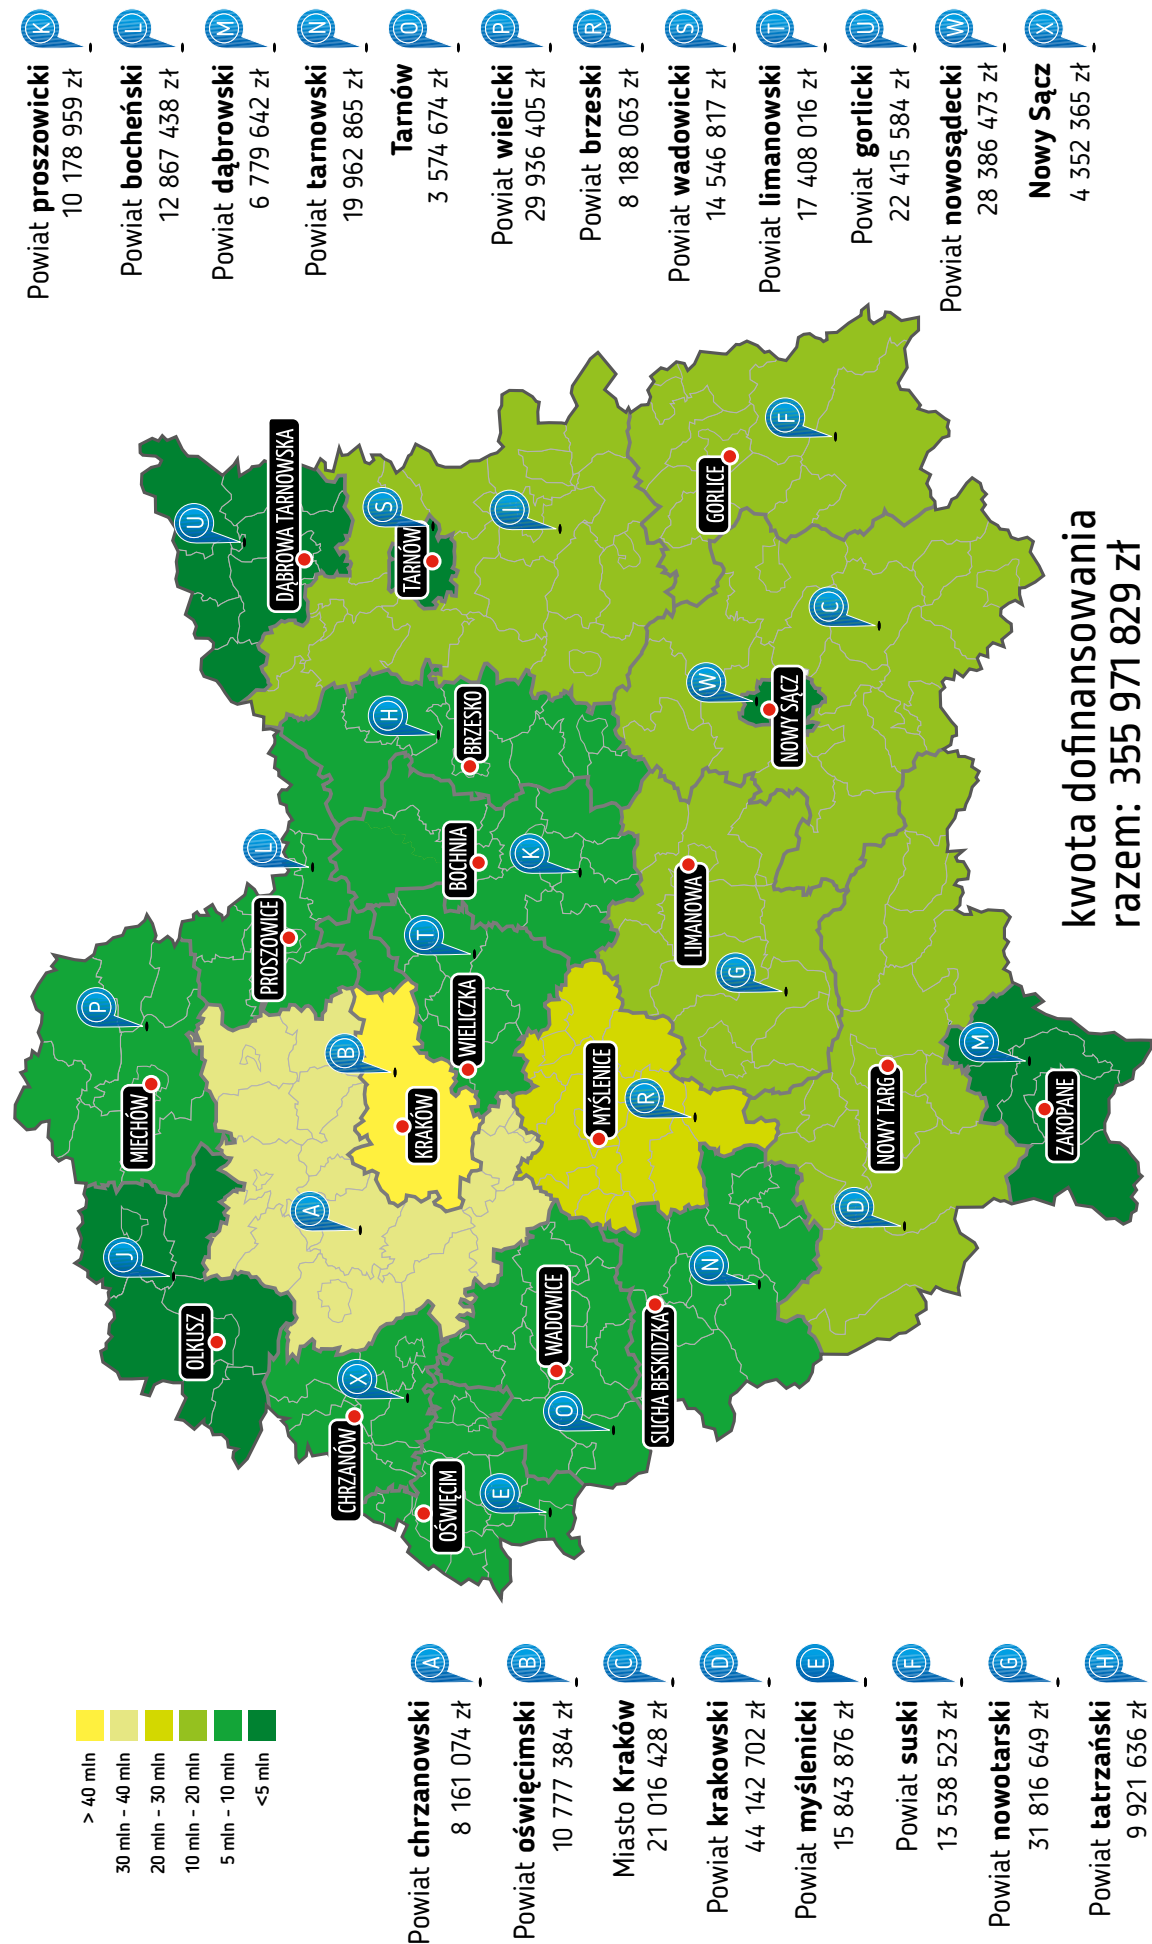 > 40 mln
30 mln - 40 mln
20 mln - 30 mln
10 mln - 20 mln
5 mln - 10 mln
<5 mln
A
Powiat chrzanowski
8 161 074 zł
B
Powiat oświęcimski
10 777 384 zł
C
Miasto Kraków
21 016 428 zł
D
Powiat krakowski
44 142 702 zł
E
Powiat myślenicki
15 843 876 zł
F
Powiat suski
13 538 523 zł
G
Powiat nowotarski
31 816 649 zł
H
Powiat tatrzański
9 921 636 zł
P
MIECHÓW
J
OLKUSZ
U
DĄBROWA TARNOWSKA
L
PROSZOWICE
A
B
KRAKÓW
X
CHRZANÓW
OŚWIĘCIM
E
S
TARNÓW
I
H
BRZESKO
BOCHNIA
K
T
WIELICZKA
WADOWICE
O
MYŚLENICE
R
SUCHA BESKIDZKA
N
LIMANOWA
G
W
NOWY SĄCZ
GORLICE
F
C
D
NOWY TARG
M
ZAKOPANE
K
Powiat proszowicki
10 178 959 zł
L
Powiat bocheński
12 867 438 zł
M
Powiat dąbrowski
6 779 642 zł
N
Powiat tarnowski
19 962 865 zł
O
Tarnów
3 574 674 zł
P
Powiat wielicki
29 936 405 zł
R
Powiat brzeski
8 188 063 zł
S
Powiat wadowicki
14 546 817 zł
T
Powiat limanowski
17 408 016 zł
U
Powiat gorlicki
22 415 584 zł
W
Powiat nowosądecki
28 386 473 zł
X
Nowy Sącz
4 352 365 zł
kwota dofinansowania
razem: 355 971 829 zł